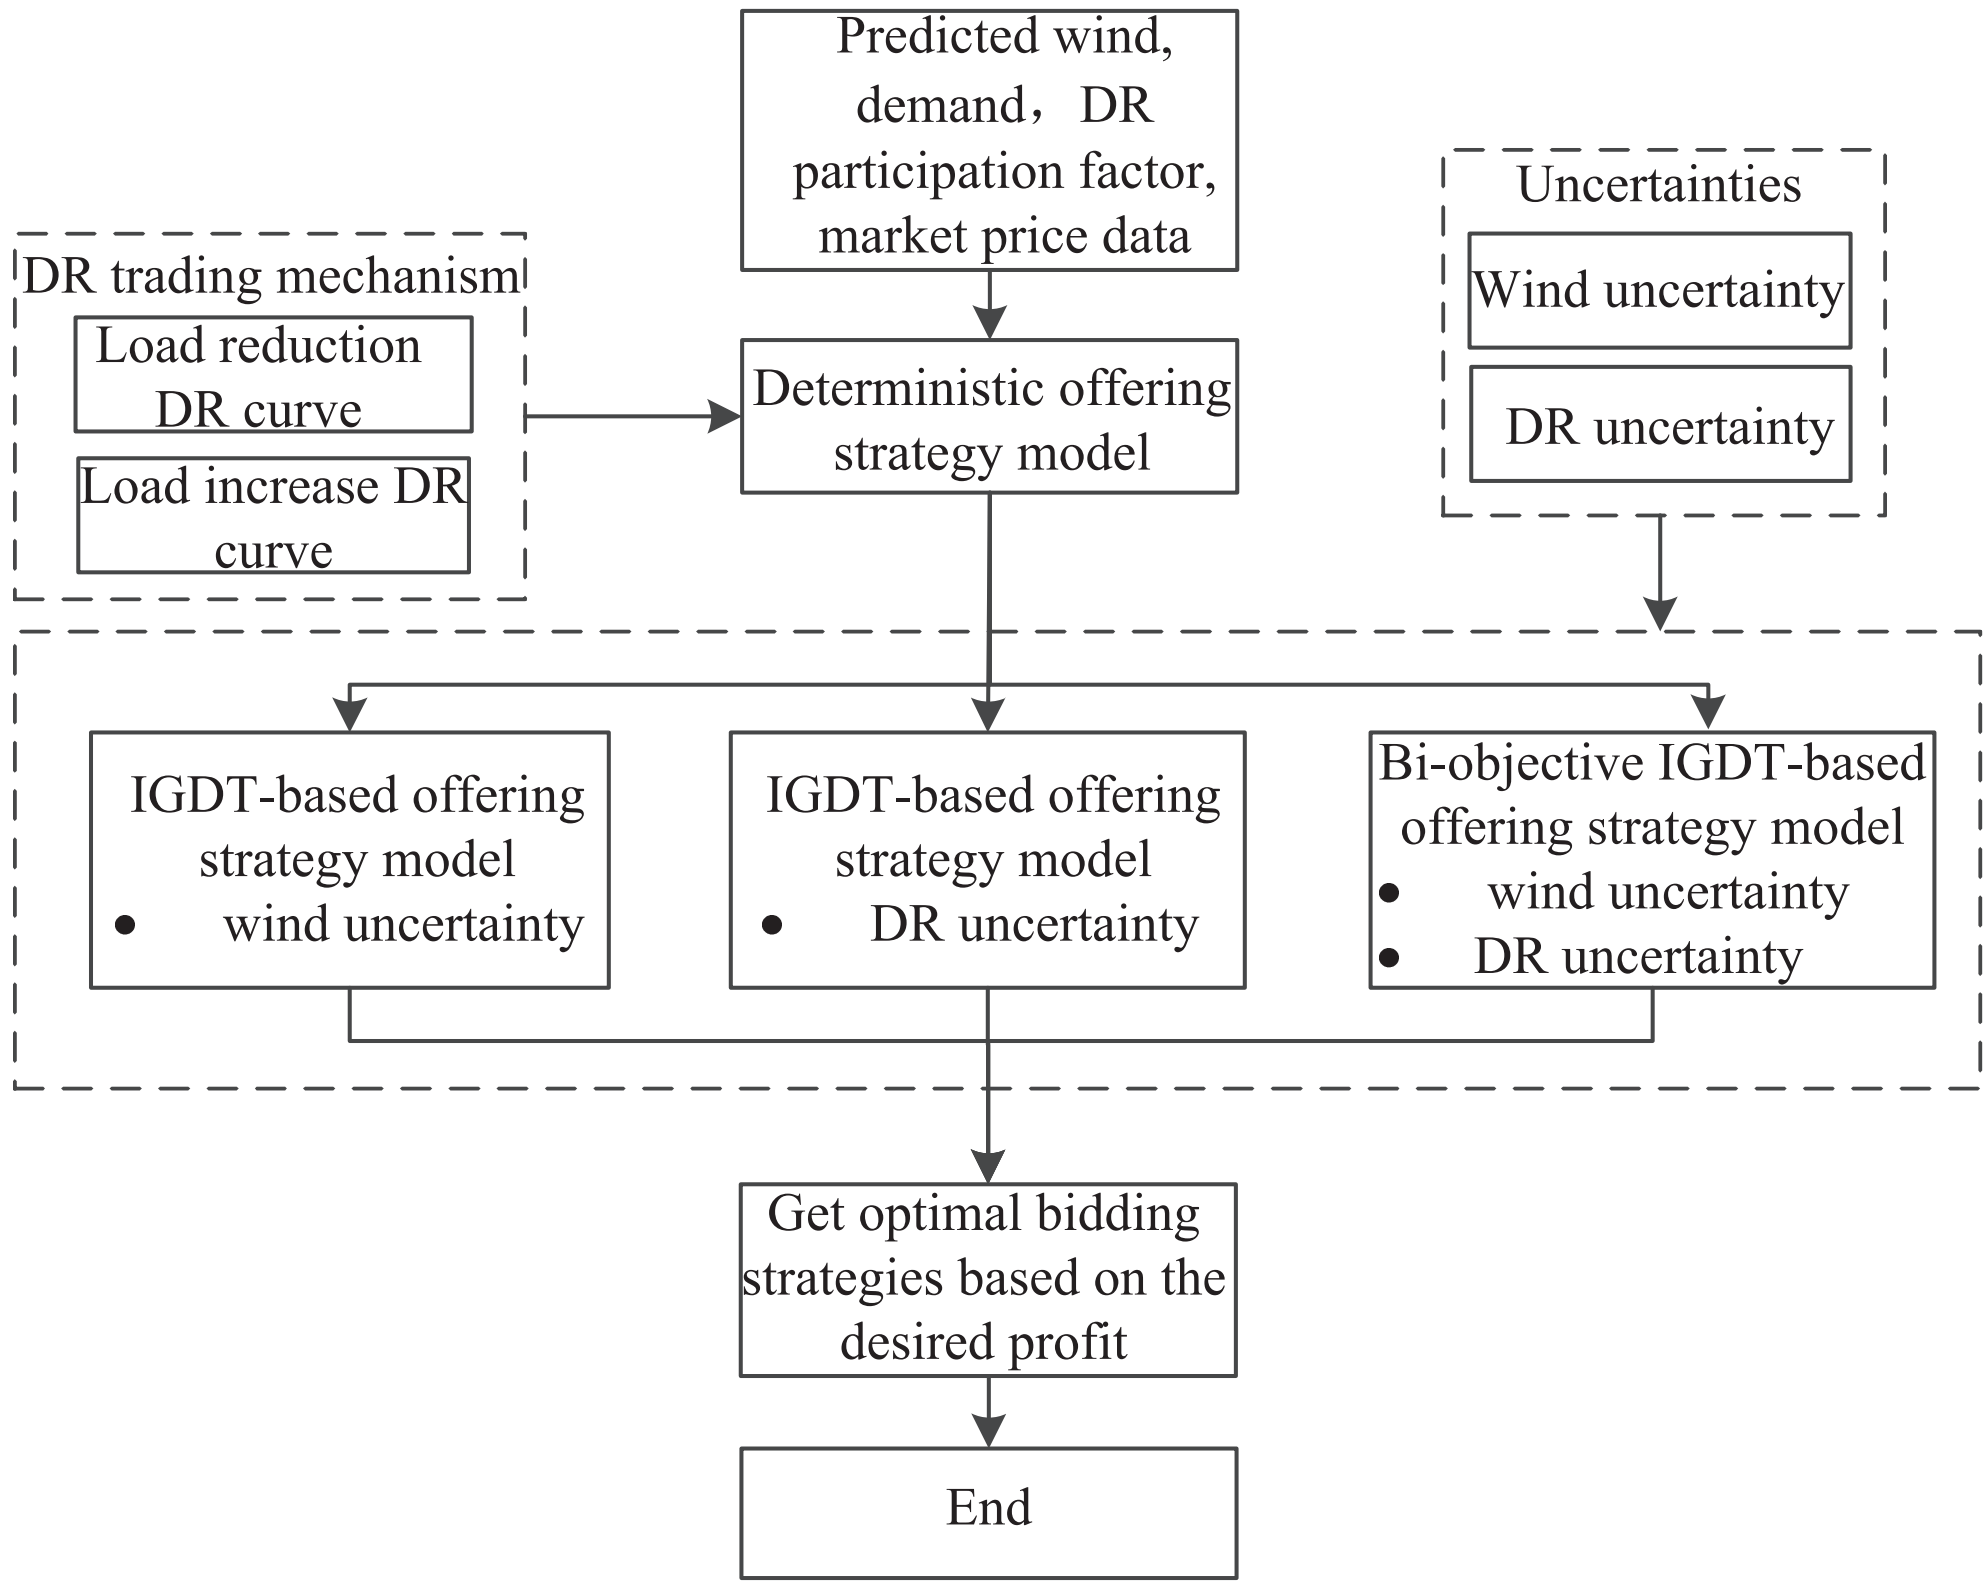 Predicted wind,
demand，DR
participation factor,
market price data
DR trading mechanism
Load reduction
DR curve
Load increase DR
curve
Deterministic offering
strategy model
Uncertainties
Wind uncertainty
DR uncertainty
IGDT-based offering
strategy model
● wind uncertainty
IGDT-based offering
strategy model
● DR uncertainty
Bi-objective IGDT-based
offering strategy model
● wind uncertainty
● DR uncertainty
Get optimal bidding
strategies based on the
desired profit
End